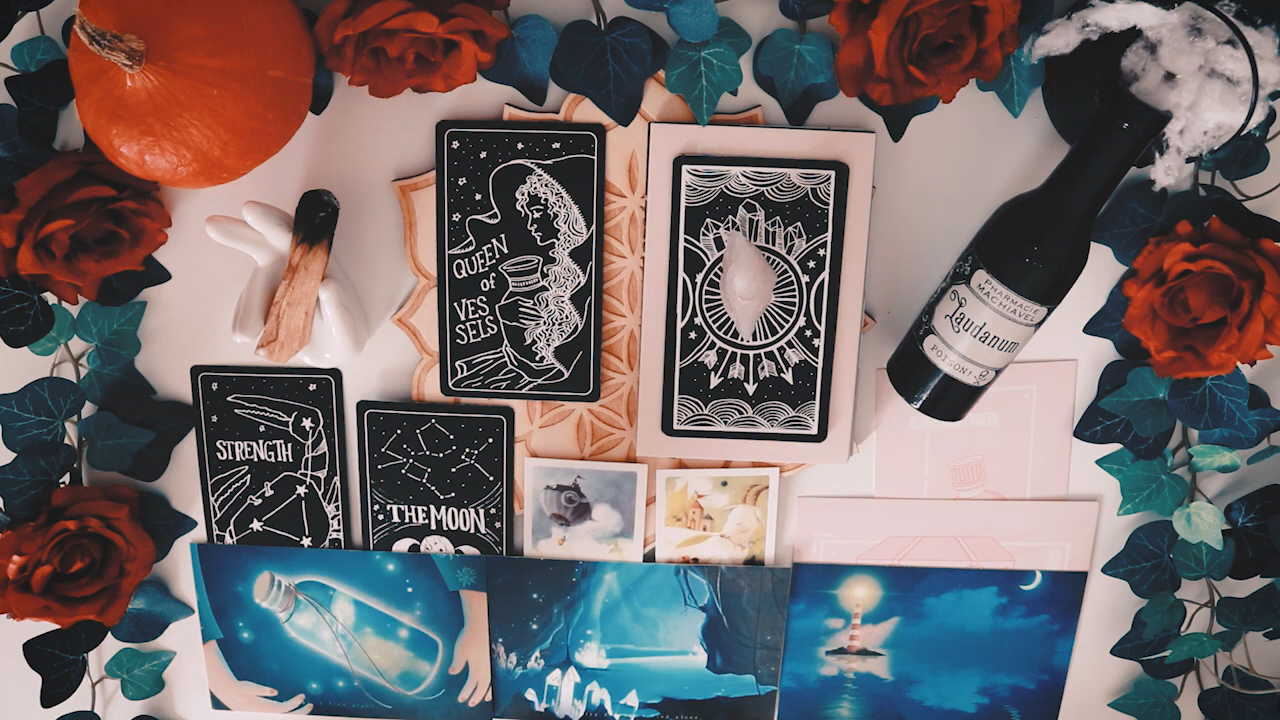 QUEEN
of
VES
SELS
PHARMACIE
MACHIAVEL
Laudanum
POISON!
STRENGTH
THE MOON